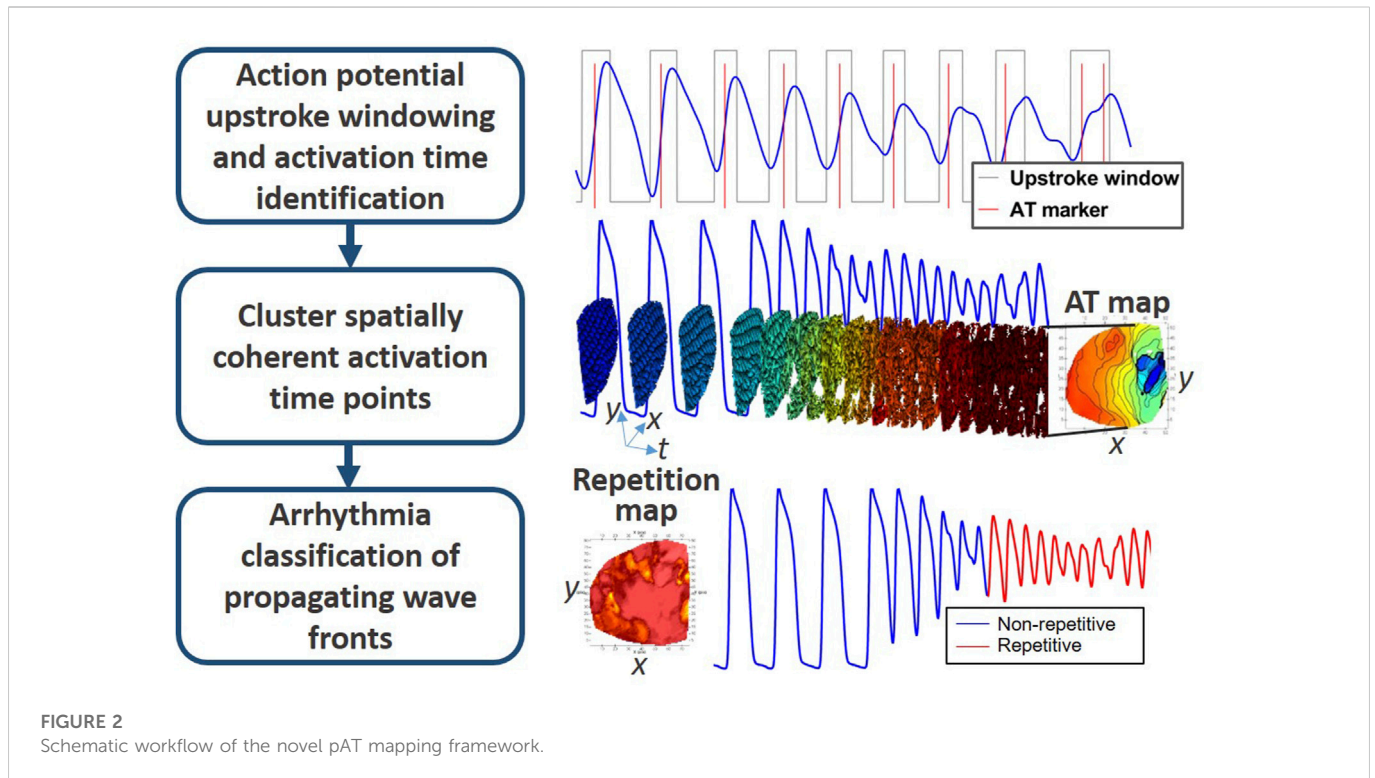 Action potential
upstroke windowing
and activation time
identification
Upstroke window
AT marker
Cluster spatially
coherent activation
time points
AT map
y
x
t
y
x
Arrhythmia
classification of
propagating wave
fronts
Repetition
map
y
x
Non-repetitive
Repetitive
FIGURE 2
Schematic workflow of the novel pAT mapping framework.